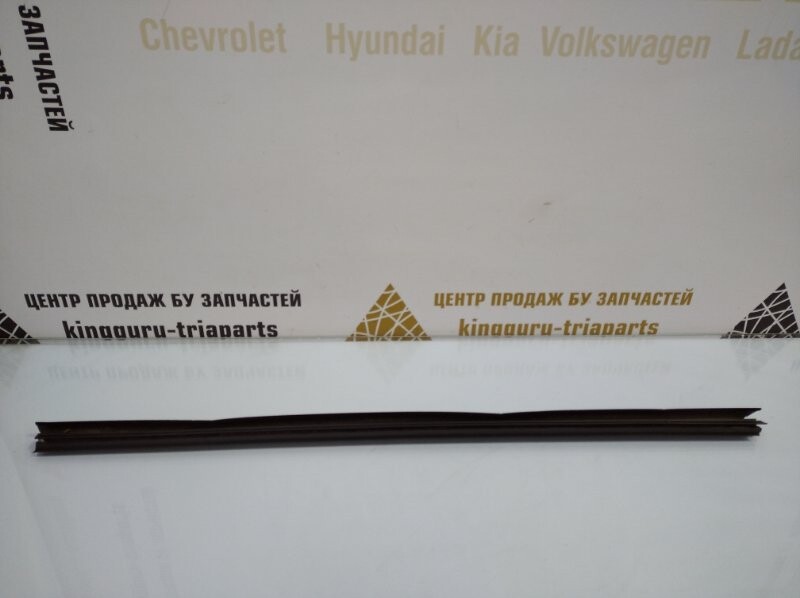 Chevrolet Hyundai Kia Volkswagen Lada
ЗАПЧАСТЕЙ
ЦЕНТР ПРОДАЖ БУ ЗАПЧАСТЕЙ
kingguru-triaparts
ЦЕНТР ПРОДАЖ БУ ЗАПЧАСТЕЙ
kingguru-triaparts